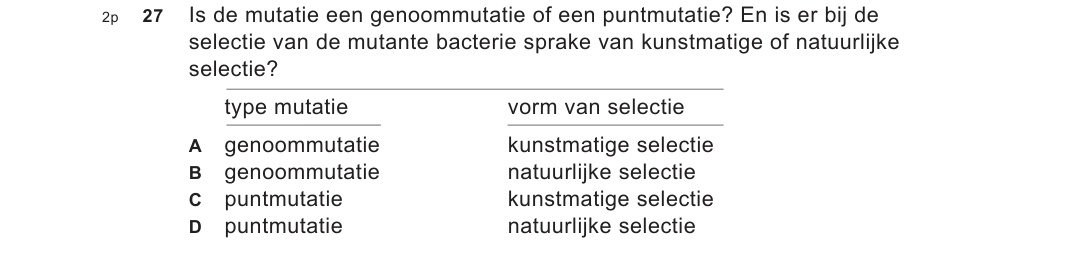 2p 27 Is de mutatie een genoommutatie of een puntmutatie? En is er bij de
selectie van de mutante bacterie sprake van kunstmatige of natuurlijke
selectie?
type mutatie vorm van selectie
A genoommutatie kunstmatige selectie
B genoommutatie natuurlijke selectie
C puntmutatie kunstmatige selectie
D puntmutatie natuurlijke selectie